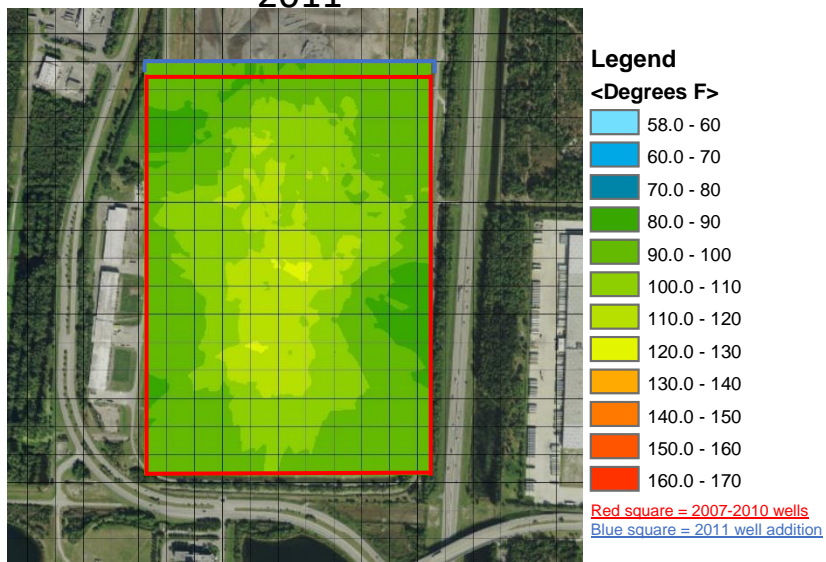 2011
Legend
<Degrees F>
58.0 - 60
60.0 - 70
70.0 - 80
80.0 - 90
90.0 - 100
100.0 - 110
110.0 - 120
120.0 - 130
130.0 - 140
140.0 - 150
150.0 - 160
160.0 - 170
Red square = 2007-2010 wells
Blue square = 2011 well addition